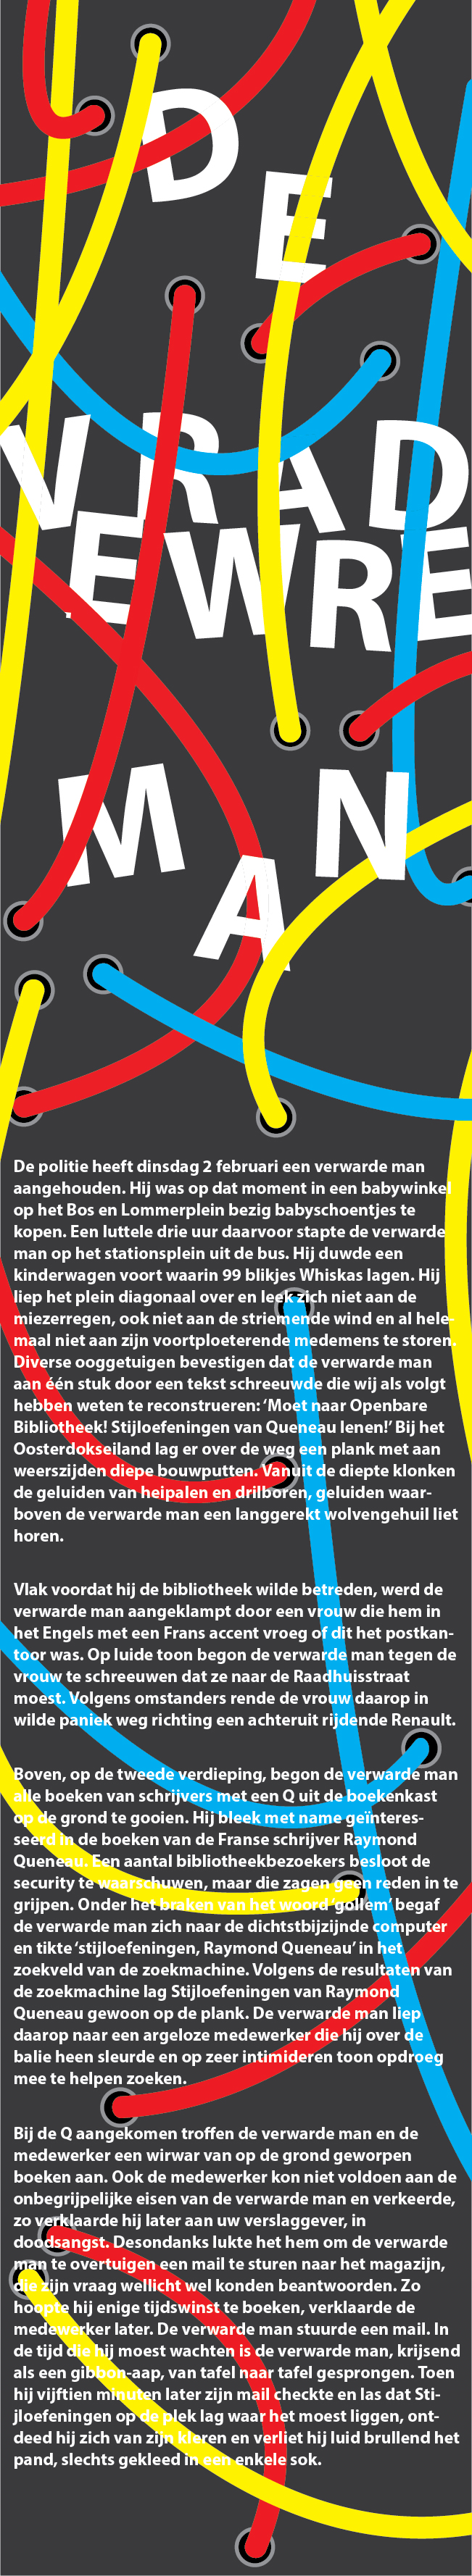 DE
VRAD
EWRE
MAN
De politie heeft dinsdag 2 februari een verwarde man
aangehouden. Hij was op dat moment in een babywinkel
op het Bos en Lommerplein bezig babyschoentjes te
kopen. Een luttele drie uur daarvoor stapte de verwarde
man op het stationsplein uit de bus. Hij duwde een
kinderwagen voort waarin 99 blikjes Whiskas lagen. Hij
liep het plein diagonaal over en leek zich niet aan de
miezerregen, ook niet aan de striemende wind en al hele-
maal niet aan zijn voortploeterende medemens te storen.
Diverse ooggetuigen bevestigen dat de verwarde man
aan één stuk door een tekst schreeuwde die wij als volgt
hebben weten te reconstrueren: ‘Moet naar Openbare
Bibliotheek! Stijloefeningen van Queneau lenen!’ Bij het
Oosterdokseiland lag er over de weg een plank met aan
weerszijden diepe bouwputten. Vanuit de diepte klonken
de geluiden van heipalen en drilboren, geluiden waar-
boven de verwarde man een langgerekt wolvengehuil liet
horen.
Vlak voordat hij de bibliotheek wilde betreden, werd de
verwarde man aangeklampt door een vrouw die hem in
het Engels met een Frans accent vroeg of dit het postkan-
toor was. Op luide toon begon de verwarde man tegen de
vrouw te schreeuwen dat ze naar de Raadhuisstraat
moest. Volgens omstanders rende de vrouw daarop in
wilde paniek weg richting een achteruit rijdende Renault.
Boven, op de tweede verdieping, begon de verwarde man
alle boeken van schrijvers met een Q uit de boekenkast
op de grond te gooien. Hij bleek met name geïnteres-
seerd in de boeken van de Franse schrijver Raymond
Queneau. Een aantal bibliotheekbezoekers besloot de
security te waarschuwen, maar die zagen geen reden in te
grijpen. Onder het braken van het woord ‘gollem’ begaf
de verwarde man zich naar de dichtstbijzijnde computer
en tikte ‘stijloefeningen, Raymond Queneau’ in het
zoekveld van de zoekmachine. Volgens de resultaten van
de zoekmachine lag Stijloefeningen van Raymond
Queneau gewoon op de plank. De verwarde man liep
daarop naar een argeloze medewerker die hij over de
balie heen sleurde en op zeer intimideren toon opdroeg
mee te helpen zoeken.
Bij de Q aangekomen troffen de verwarde man en de
medewerker een wirwar van op de grond geworpen
boeken aan. Ook de medewerker kon niet voldoen aan de
onbegrijpelijke eisen van de verwarde man en verkeerde,
zo verklaarde hij later aan uw verslaggever, in
doodsangst. Desondanks lukte het hem om de verwarde
man te overtuigen een mail te sturen naar het magazijn,
die zijn vraag wellicht wel konden beantwoorden. Zo
hoopte hij enige tijdswinst te boeken, verklaarde de
medewerker later. De verwarde man stuurde een mail. In
de tijd die hij moest wachten is de verwarde man, krijsend
als een gibbon-aap, van tafel naar tafel gesprongen. Toen
hij vijftien minuten later zijn mail checkte en las dat Sti-
jloefeningen op de plek lag waar het moest liggen, ont-
deed hij zich van zijn kleren en verliet hij luid brullend het
pand, slechts gekleed in een enkele sok.